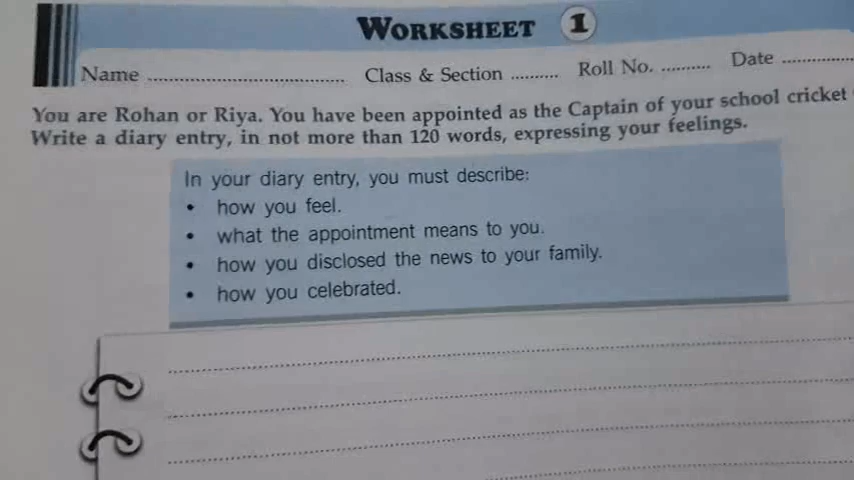 WORKSHEET 1
Name .................................... Class & Section .......... Roll No. .......... Date ..............
You are Rohan or Riya. You have been appointed as the Captain of your school cricket
Write a diary entry, in not more than 120 words, expressing your feelings.
In your diary entry, you must describe:
• how you feel.
• what the appointment means to you.
• how you disclosed the news to your family.
• how you celebrated.